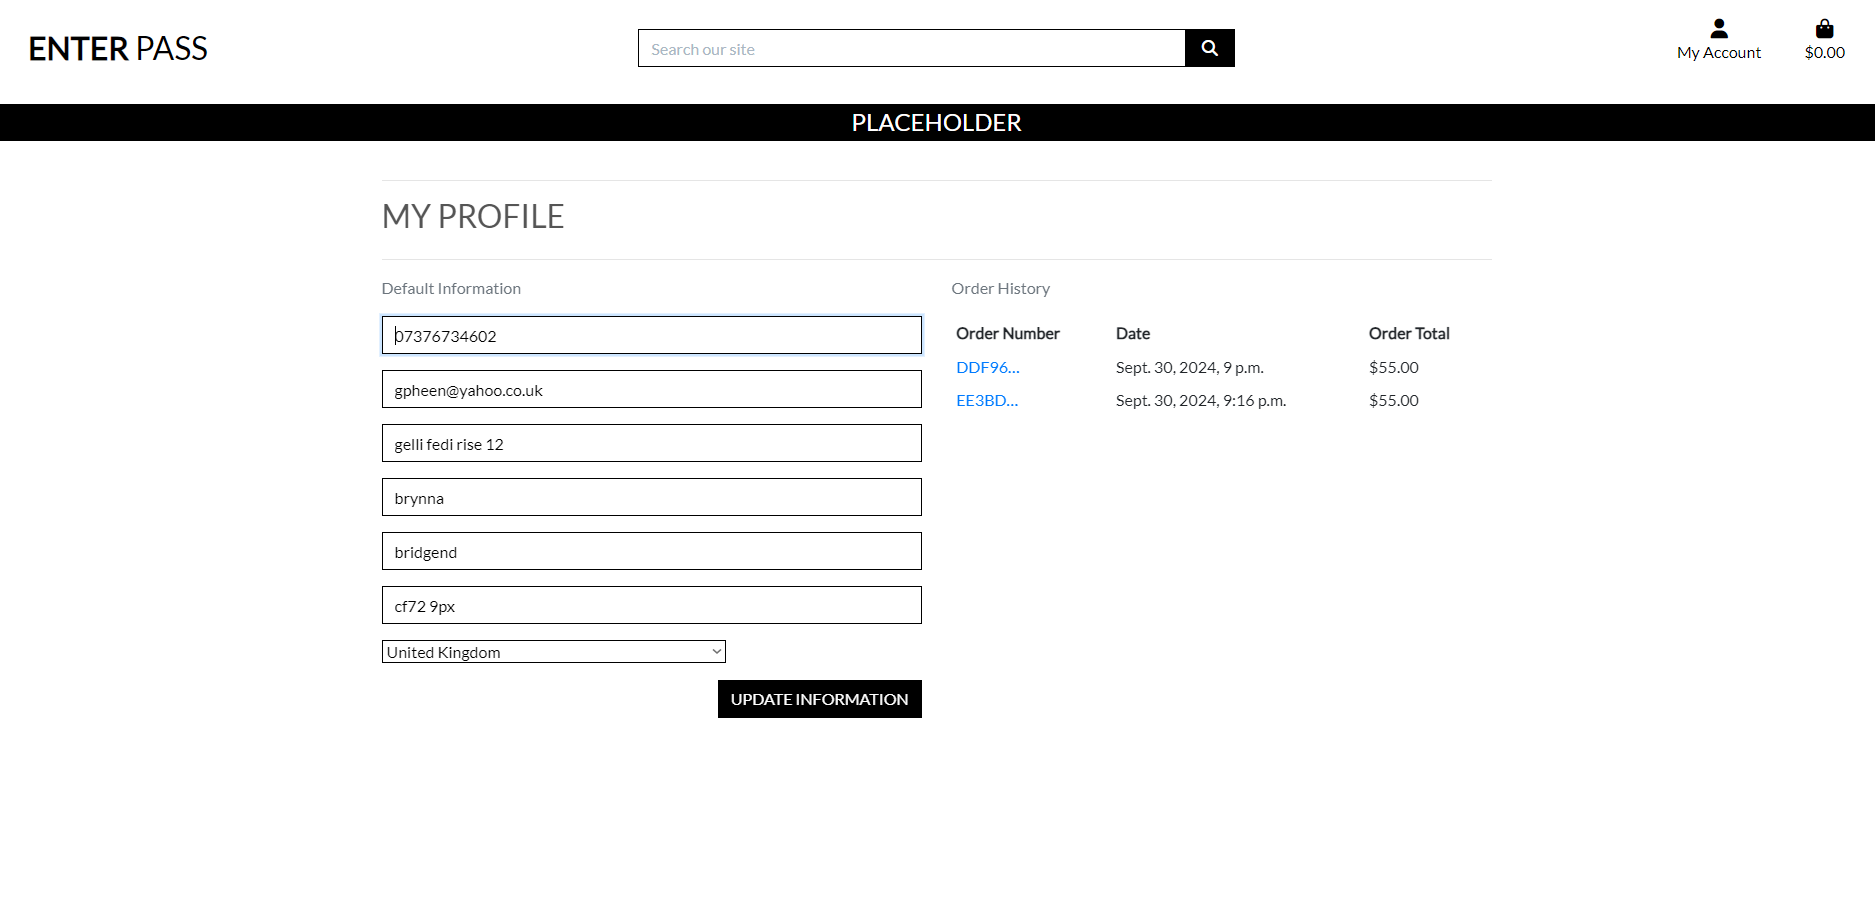 ENTER PASS
Search our site
My Account
$0.00
PLACEHOLDER
MY PROFILE
Default Information
07376734602
gpheen@yahoo.co.uk
gelli fedi rise 12
brynna
bridgend
cf72 9px
United Kingdom
UPDATE INFORMATION
Order History
Order Number Date Order Total
DDF96... Sept. 30, 2024, 9 p.m. $55.00
EE3BD... Sept. 30, 2024, 9:16 p.m. $55.00